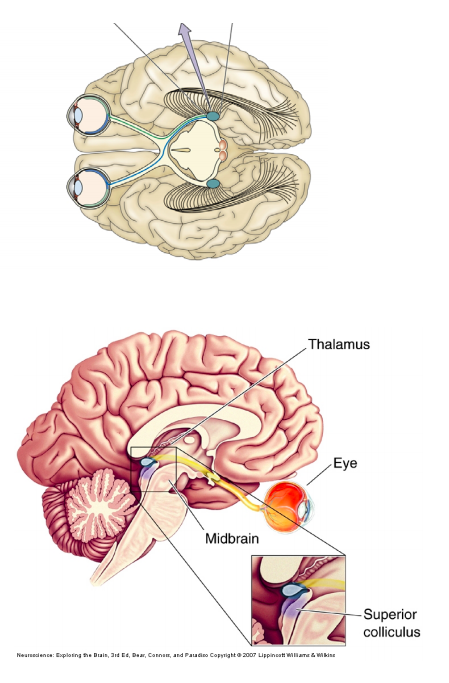 Thalamus
Eye
Midbrain
Superior
colliculus
Neuroscience: Exploring the Brain, 3rd Ed, Bear, Connors, and Paradiso Copyright © 2007 Lippincott Williams & Wilkins